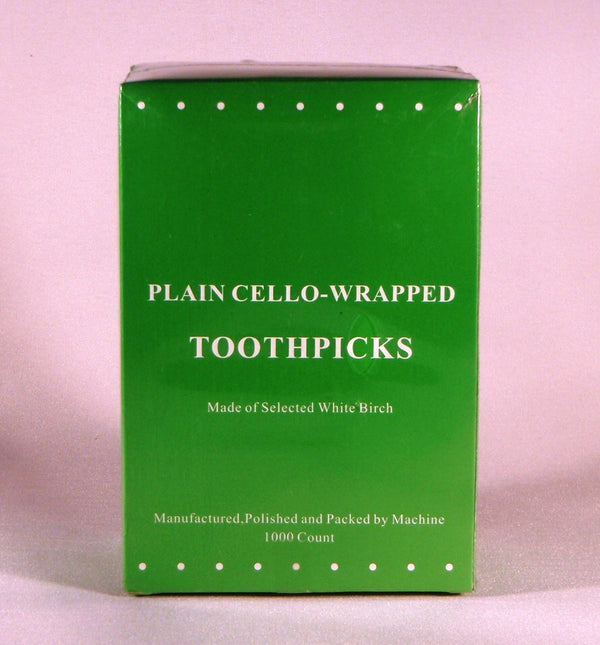 PLAIN CELLO-WRAPPED
TOOTHPICKS
Made of Selected White Birch
Manufactured,Polished and Packed by Machine
1000 Count